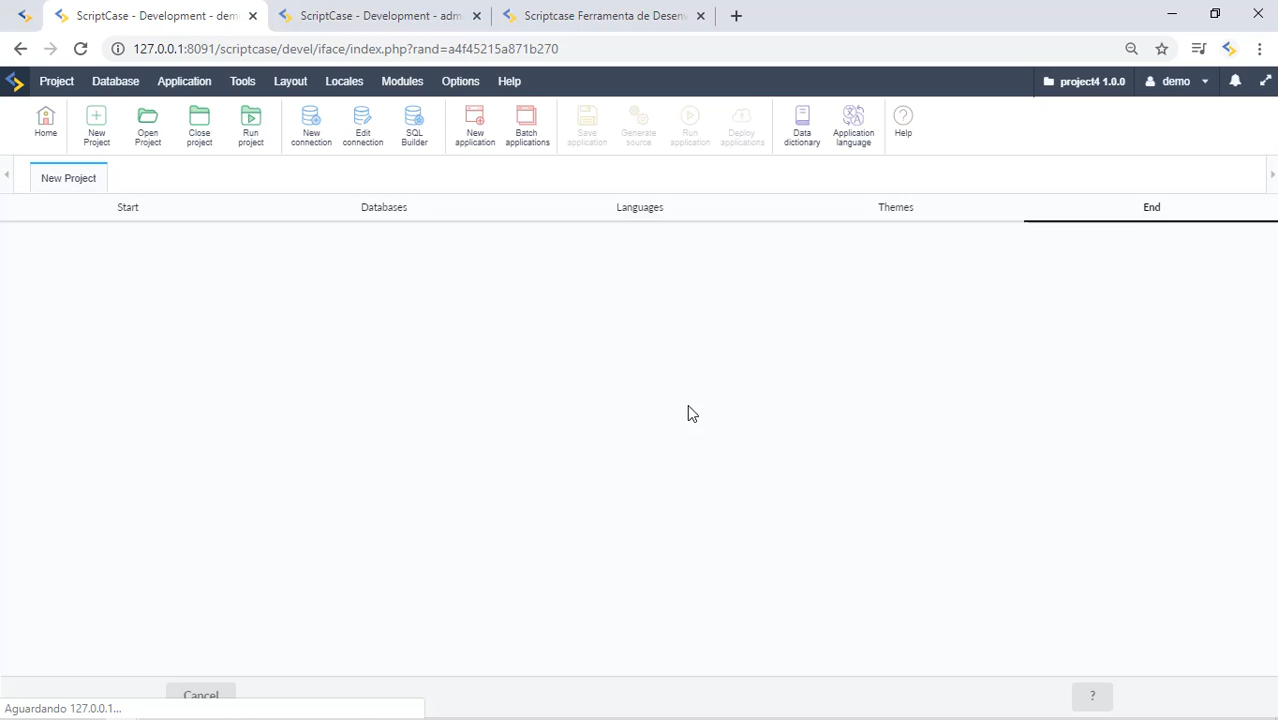 ScriptCase - Development - dem
ScriptCase - Development - adm
Scriptcase Ferramenta de Desenv
127.0.0.1:8091/scriptcase/devel/iface/index.php?rand=a4f45215a871b270
Project Database Application Tools Layout Locales Modules Options Help project4 1.0.0 demo
Home
New Project
Open Project
Close project
Run project
New connection
Edit connection
SQL Builder
New application
Batch applications
Save application
Generate source
Run application
Deploy applications
Data dictionary
Application language
Help
New Project
Start Databases Languages Themes End
Cancel ?
Aguardando 127.0.0.1...